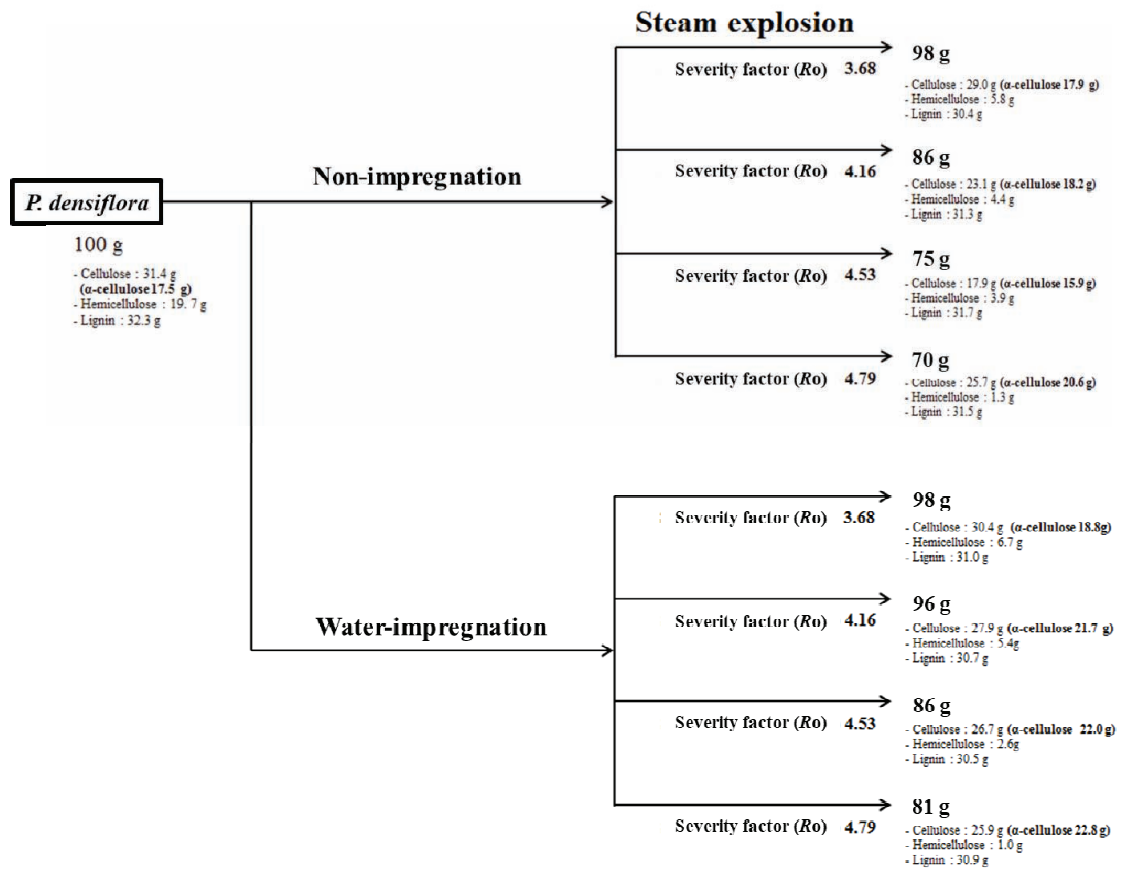 Steam explosion
Severity factor (Ro) 3.68
98 g
- Cellulose : 29.0 g (α-cellulose 17.9 g)
- Hemicellulose : 5.8 g
- Lignin : 30.4 g
Non-impregnation
Severity factor (Ro) 4.16
86 g
- Cellulose : 23.1 g (α-cellulose 18.2 g)
- Hemicellulose : 4.4 g
- Lignin : 31.3 g
P. densiflora
100 g
- Cellulose : 31.4 g
(α-cellulose 17.5 g)
- Hemicellulose : 19. 7 g
- Lignin : 32.3 g
Severity factor (Ro) 4.53
75 g
- Cellulose : 17.9 g (α-cellulose 15.9 g)
- Hemicellulose : 3.9 g
- Lignin : 31.7 g
Severity factor (Ro) 4.79
70 g
- Cellulose : 25.7 g (α-cellulose 20.6 g)
- Hemicellulose : 1.3 g
- Lignin : 31.5 g
Severity factor (Ro) 3.68
98 g
- Cellulose : 30.4 g (α-cellulose 18.8g)
- Hemicellulose : 6.7 g
- Lignin : 31.0 g
Water-impregnation
Severity factor (Ro) 4.16
96 g
- Cellulose : 27.9 g (α-cellulose 21.7 g)
- Hemicellulose : 5.4g
- Lignin : 30.7 g
Severity factor (Ro) 4.53
86 g
- Cellulose : 26.7 g (α-cellulose 22.0 g)
- Hemicellulose : 2.6g
- Lignin : 30.5 g
Severity factor (Ro) 4.79
81 g
- Cellulose : 25.9 g (α-cellulose 22.8 g)
- Hemicellulose : 1.0 g
- Lignin : 30.9 g